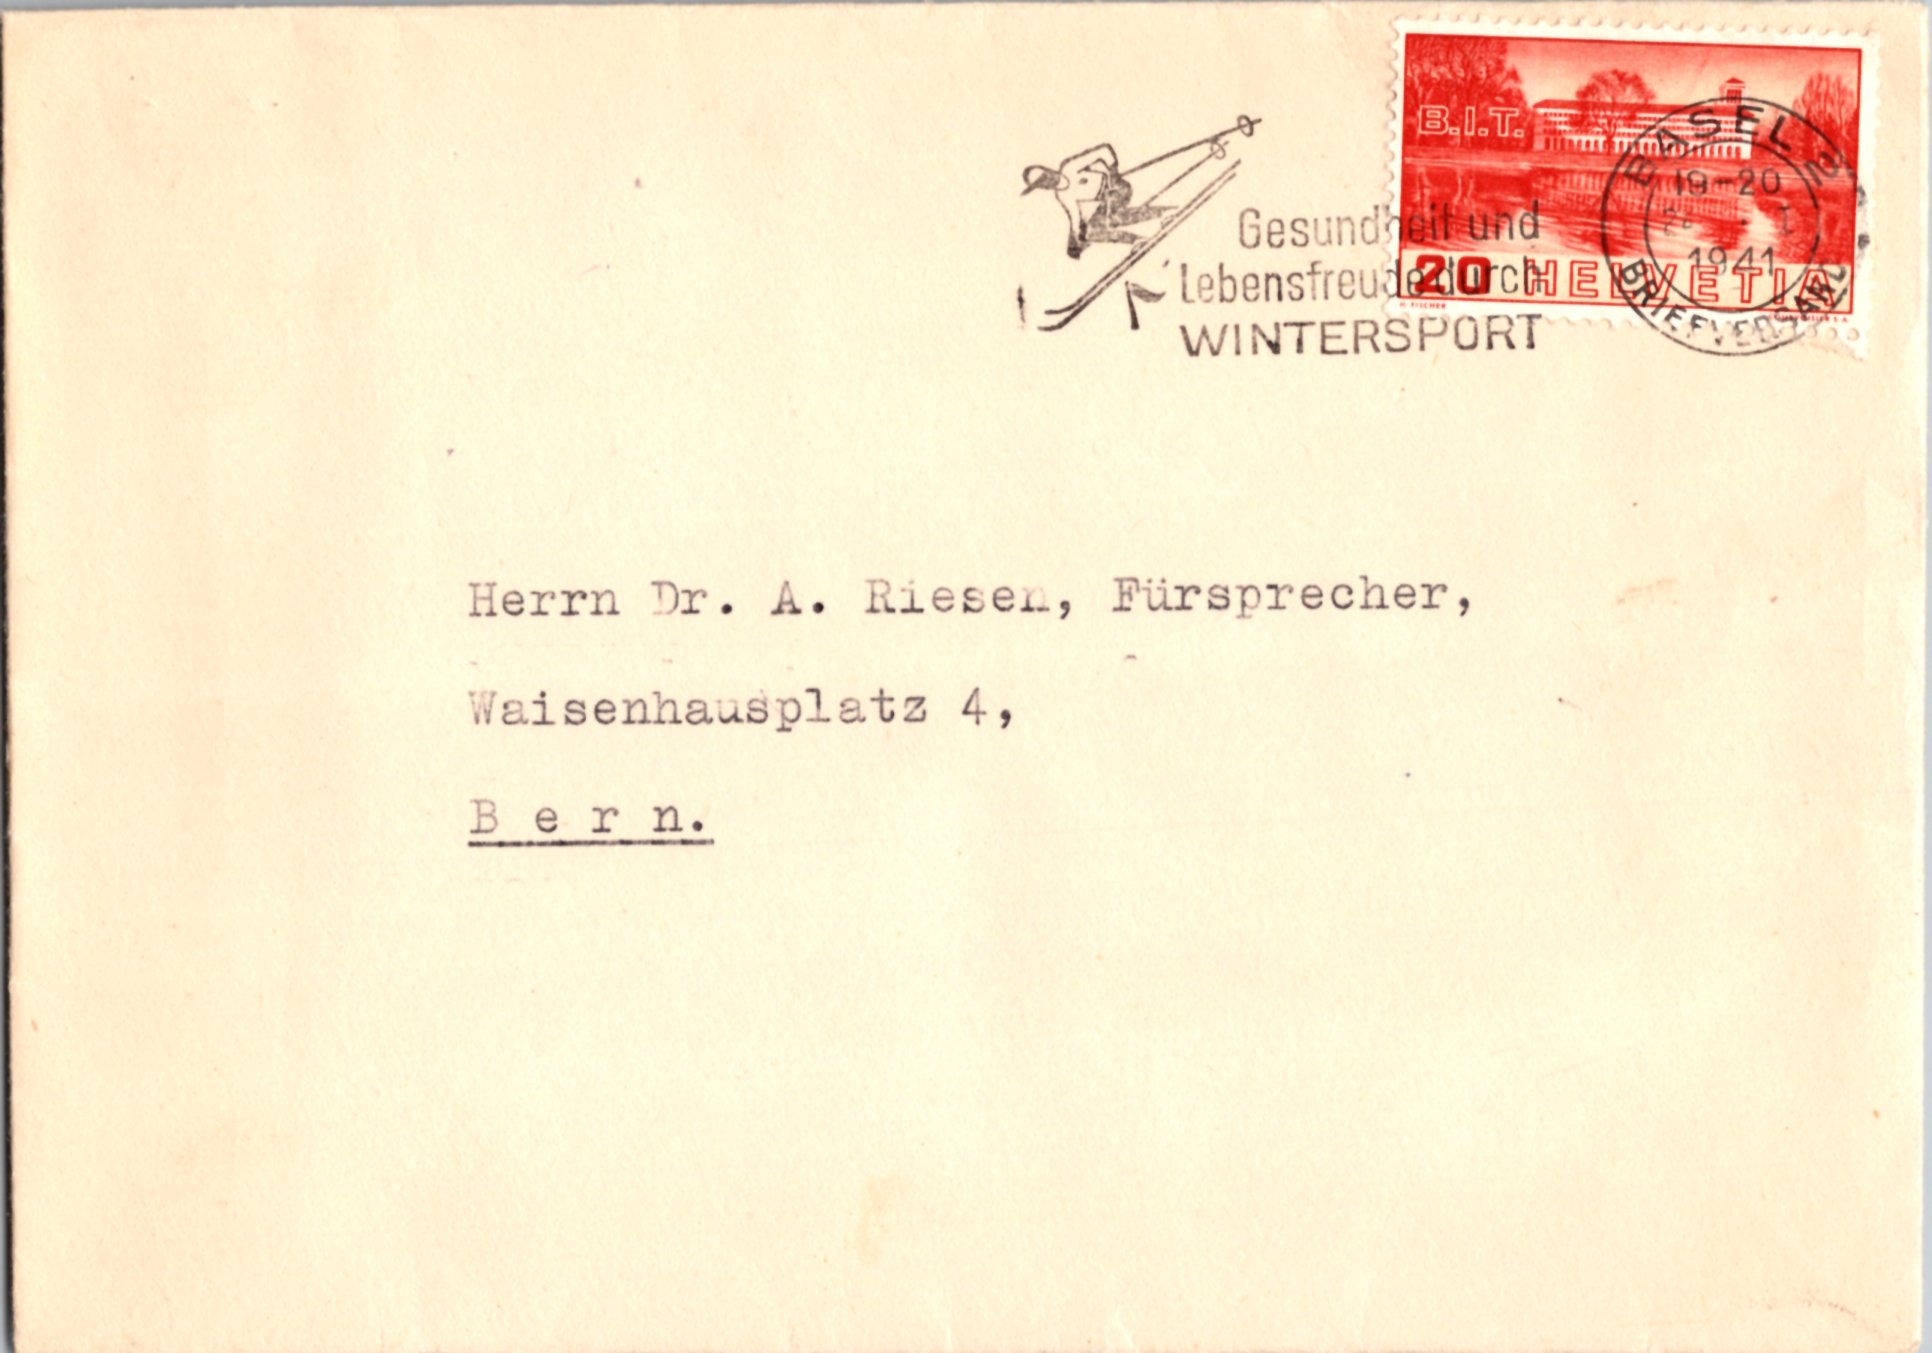 B.I.T.
20 HELVETIA
H. FISCHER
BASEL 2
19-20
1941
BRIEFVERSAND
Gesundheit und
Lebensfreude durch
WINTERSPORT
Herrn Dr. A. Riesen, Fürsprecher,
Waisenhausplatz 4,
B e r n.